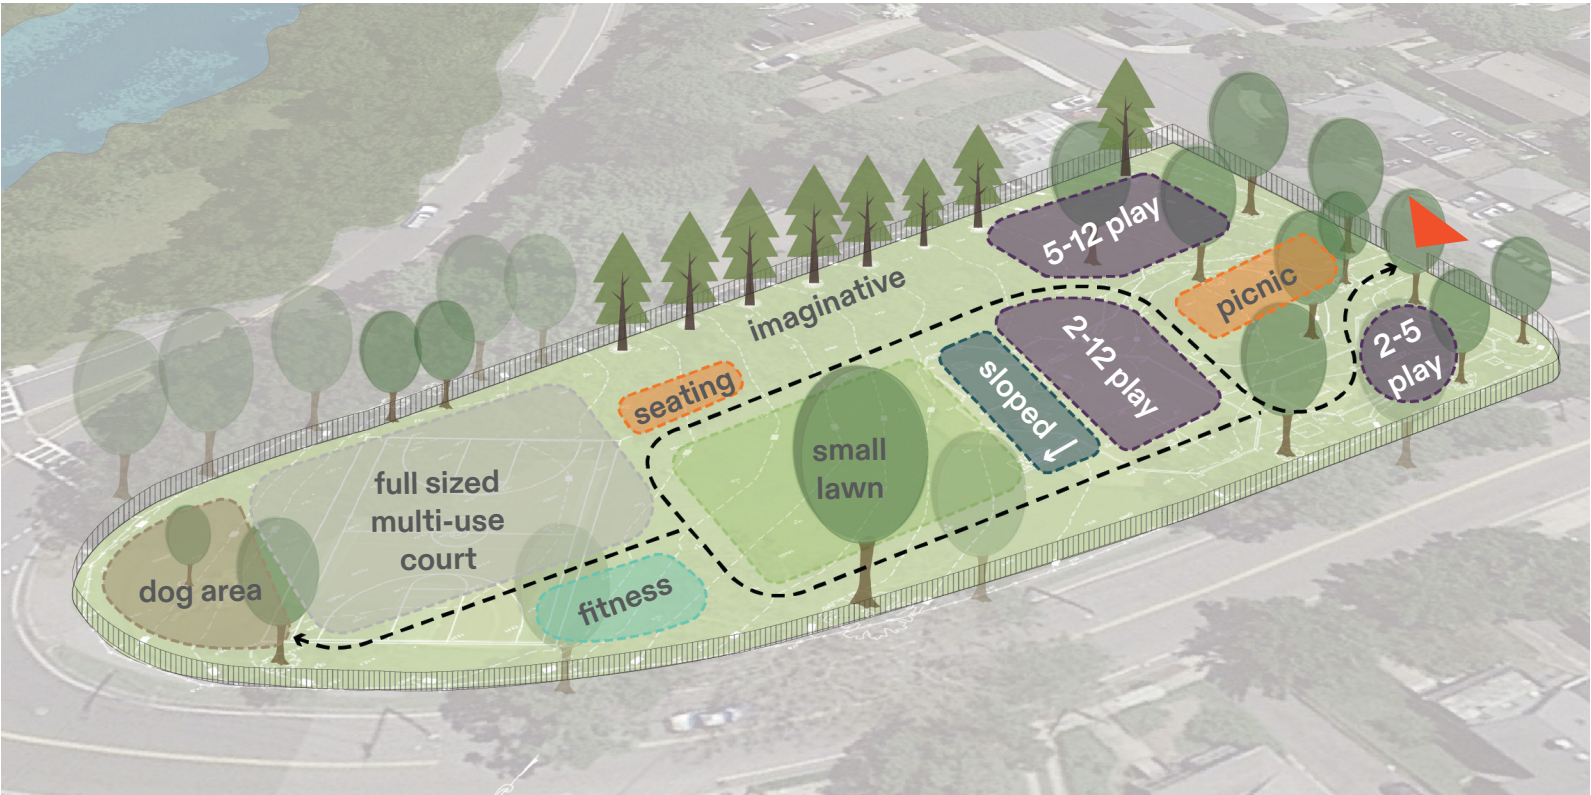 5-12 play
picnic
2-5
play
imaginative
2-12 play
sloped
seating
small
lawn
full sized
multi-use
court
dog area
fitness